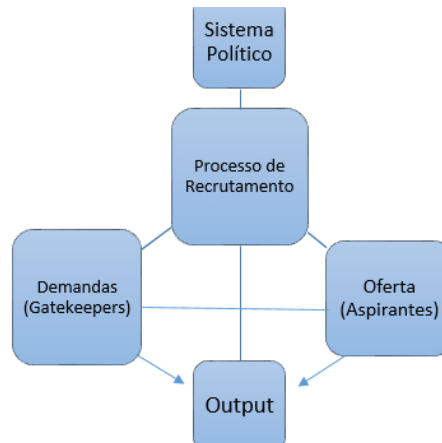 Sistema
Político
Processo de
Recrutamento
Demandas
(Gatekeepers)
Oferta
(Aspirantes)
Output